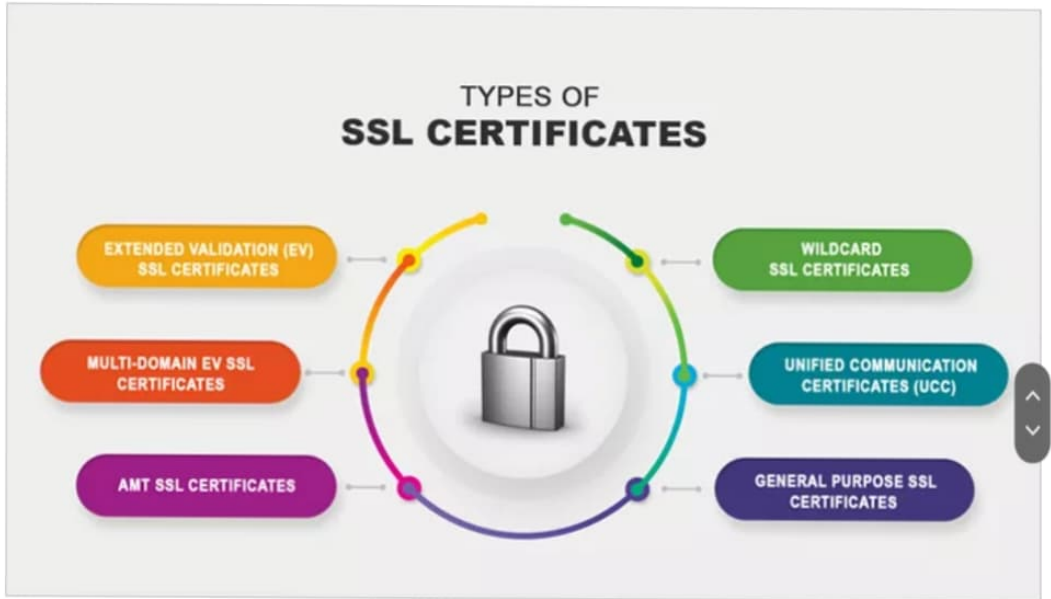 TYPES OF
SSL CERTIFICATES
EXTENDED VALIDATION (EV)
SSL CERTIFICATES
MULTI-DOMAIN EV SSL
CERTIFICATES
AMT SSL CERTIFICATES
WILDCARD
SSL CERTIFICATES
UNIFIED COMMUNICATION
CERTIFICATES (UCC)
GENERAL PURPOSE SSL
CERTIFICATES